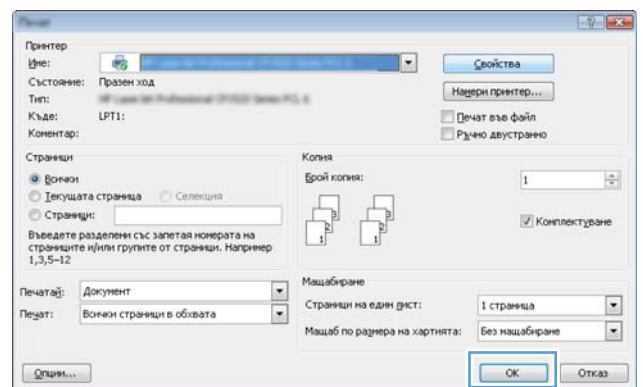 Печат
Принтер
Име:
Свойства
Състояние: Празен ход
Намери принтер...
Тип:
Къде: LPT1:
Печат във файл
Коментар:
Ръчно двустранно
Страници
Копия
Всички
Брой копия: 1
Текущата страница Селекция
Страници:
Комплектуване
Въведете разделени със запетая номерата на
страниците и/или групите от страници. Например
1,3,5–12
Мащабиране
Печатай: Документ
Страници на един лист: 1 страница
Печат: Всички страници в обхвата
Мащаб по размера на хартията: Без мащабиране
Опции... OK Отказ